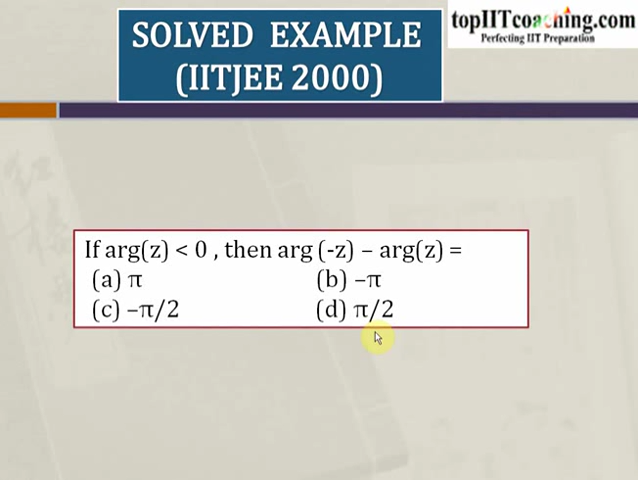 SOLVED EXAMPLE
(IITJEE 2000)
topIITcoaching.com
Perfecting IIT Preparation
If arg(z) < 0 , then arg (-z) – arg(z) =
(a) π (b) –π
(c) –π/2 (d) π/2